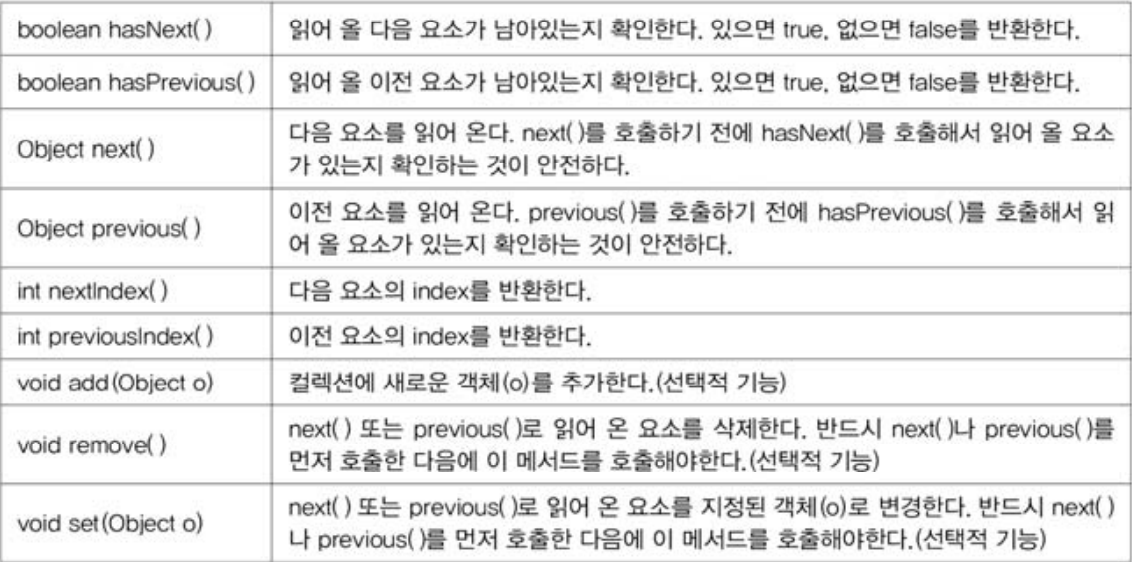 boolean hasNext( )
읽어 올 다음 요소가 남아있는지 확인한다. 있으면 true, 없으면 false를 반환한다.
boolean hasPrevious( )
읽어 올 이전 요소가 남아있는지 확인한다. 있으면 true, 없으면 false를 반환한다.
Object next( )
다음 요소를 읽어 온다. next( )를 호출하기 전에 hasNext( )를 호출해서 읽어 올 요소
가 있는지 확인하는 것이 안전하다.
Object previous( )
이전 요소를 읽어 온다. previous( )를 호출하기 전에 hasPrevious( )를 호출해서 읽
어 올 요소가 있는지 확인하는 것이 안전하다.
int nextIndex( )
다음 요소의 index를 반환한다.
int previousIndex( )
이전 요소의 index를 반환한다.
void add(Object o)
컬렉션에 새로운 객체(o)를 추가한다.(선택적 기능)
void remove( )
next( ) 또는 previous( )로 읽어 온 요소를 삭제한다. 반드시 next( )나 previous( )를
먼저 호출한 다음에 이 메서드를 호출해야한다.(선택적 기능)
void set(Object o)
next( ) 또는 previous( )로 읽어 온 요소를 지정된 객체(o)로 변경한다. 반드시 next( )
나 previous( )를 먼저 호출한 다음에 이 메서드를 호출해야한다.(선택적 기능)